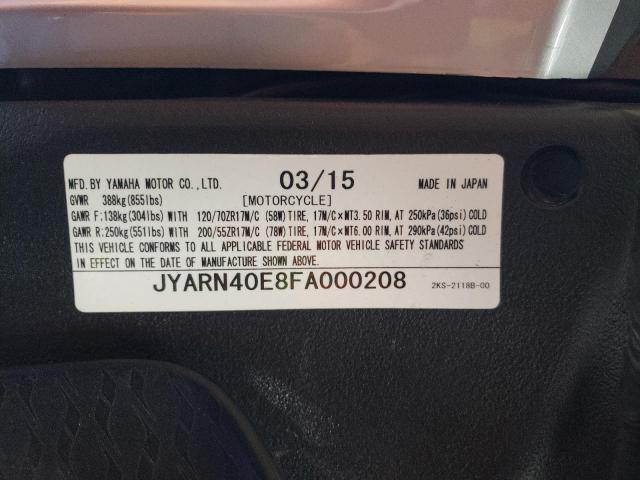 MFD. BY YAMAHA MOTOR CO., LTD. 03/15 MADE IN JAPAN
GVWR 388kg(855lbs) [MOTORCYCLE]
GAWR F:138kg(304lbs) WITH 120/70ZR17M/C (58W) TIRE, 17M/C×MT3.50 RIM, AT 250kPa(36psi) COLD
GAWR R:250kg(551lbs) WITH 200/55ZR17M/C (78W) TIRE, 17M/C×MT6.00 RIM, AT 290kPa(42psi) COLD
THIS VEHICLE CONFORMS TO ALL APPLICABLE FEDERAL MOTOR VEHICLE SAFETY STANDARDS
IN EFFECT ON THE DATE OF MANUFACTURE SHOWN ABOVE.
JYARN40E8FA000208 2KS-2118B-00